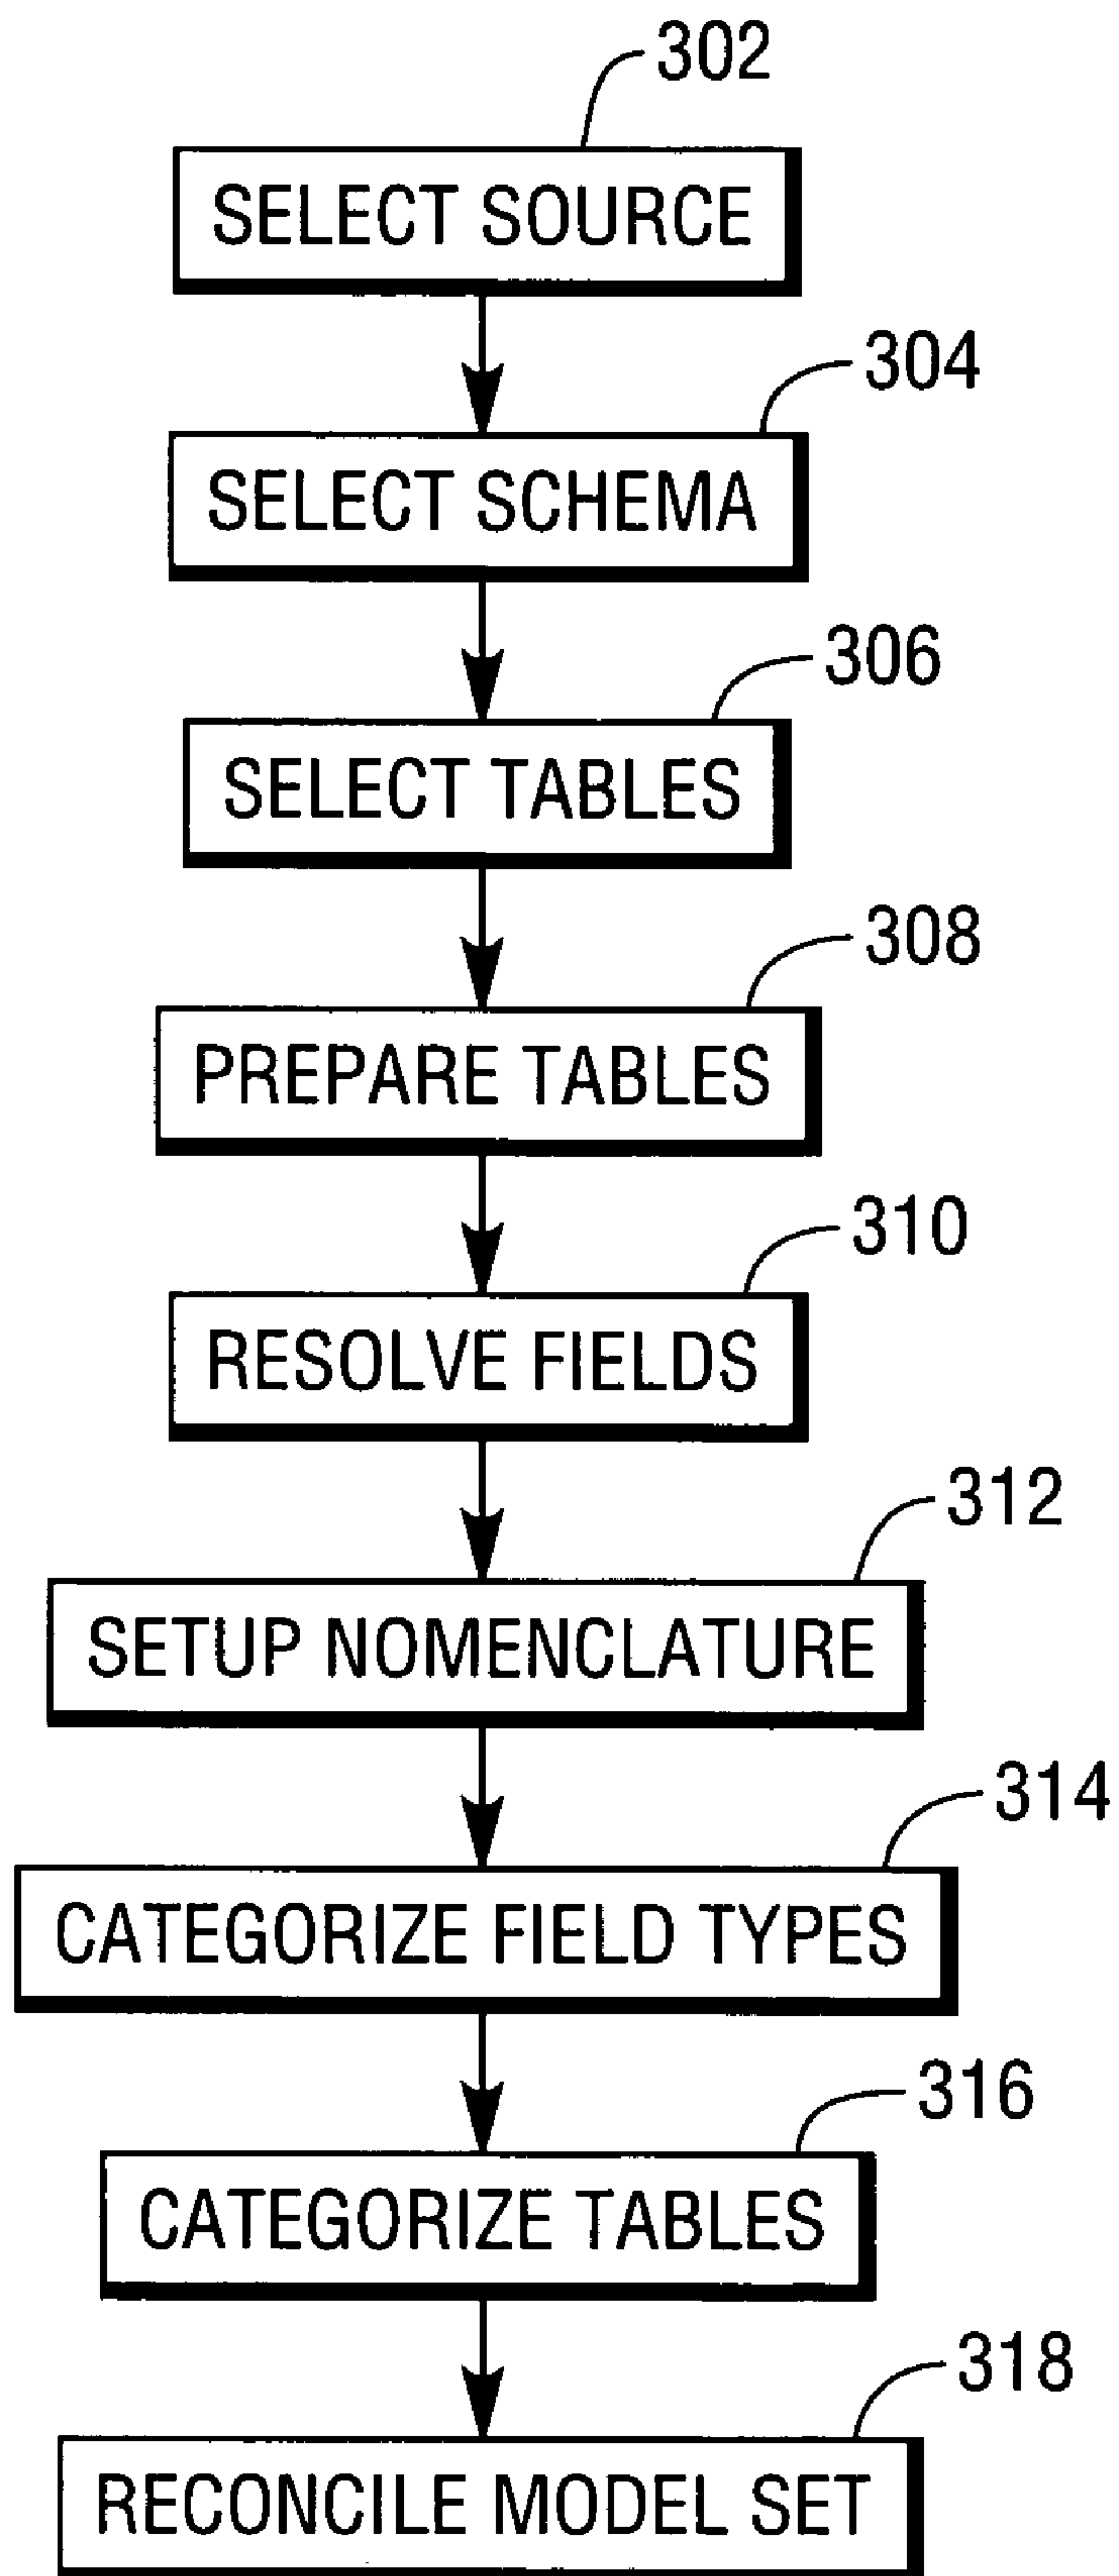 302
SELECT SOURCE
304
SELECT SCHEMA
306
SELECT TABLES
308
PREPARE TABLES
310
RESOLVE FIELDS
312
SETUP NOMENCLATURE
314
CATEGORIZE FIELD TYPES
316
CATEGORIZE TABLES
318
RECONCILE MODEL SET